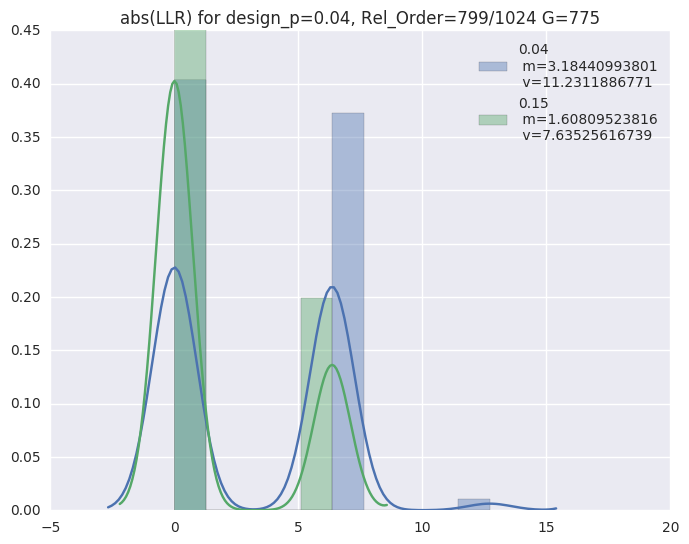 abs(LLR) for design_p=0.04, Rel_Order=799/1024 G=775
0.04
m=3.18440993801
v=11.2311886771
0.15
m=1.60809523816
v=7.63525616739
0.45
0.40
0.35
0.30
0.25
0.20
0.15
0.10
0.05
0.00
−5 0 5 10 15 20